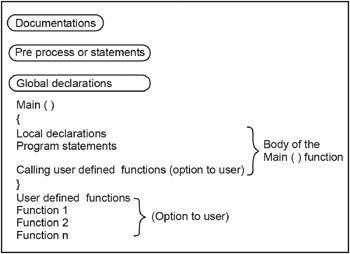 Documentations
Pre process or statements
Global declarations
Main ( )
{
Local declarations
Program statements
Calling user defined functions (option to user)
}
Body of the
Main ( ) function
User defined functions
Function 1
Function 2
Function n
(Option to user)